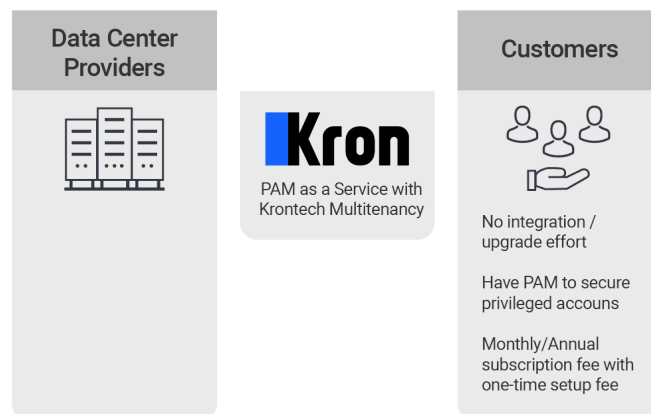 Data Center
Providers
Kron
PAM as a Service with
Krontech Multitenancy
Customers
No integration /
upgrade effort
Have PAM to secure
privileged accouns
Monthly/Annual
subscription fee with
one-time setup fee